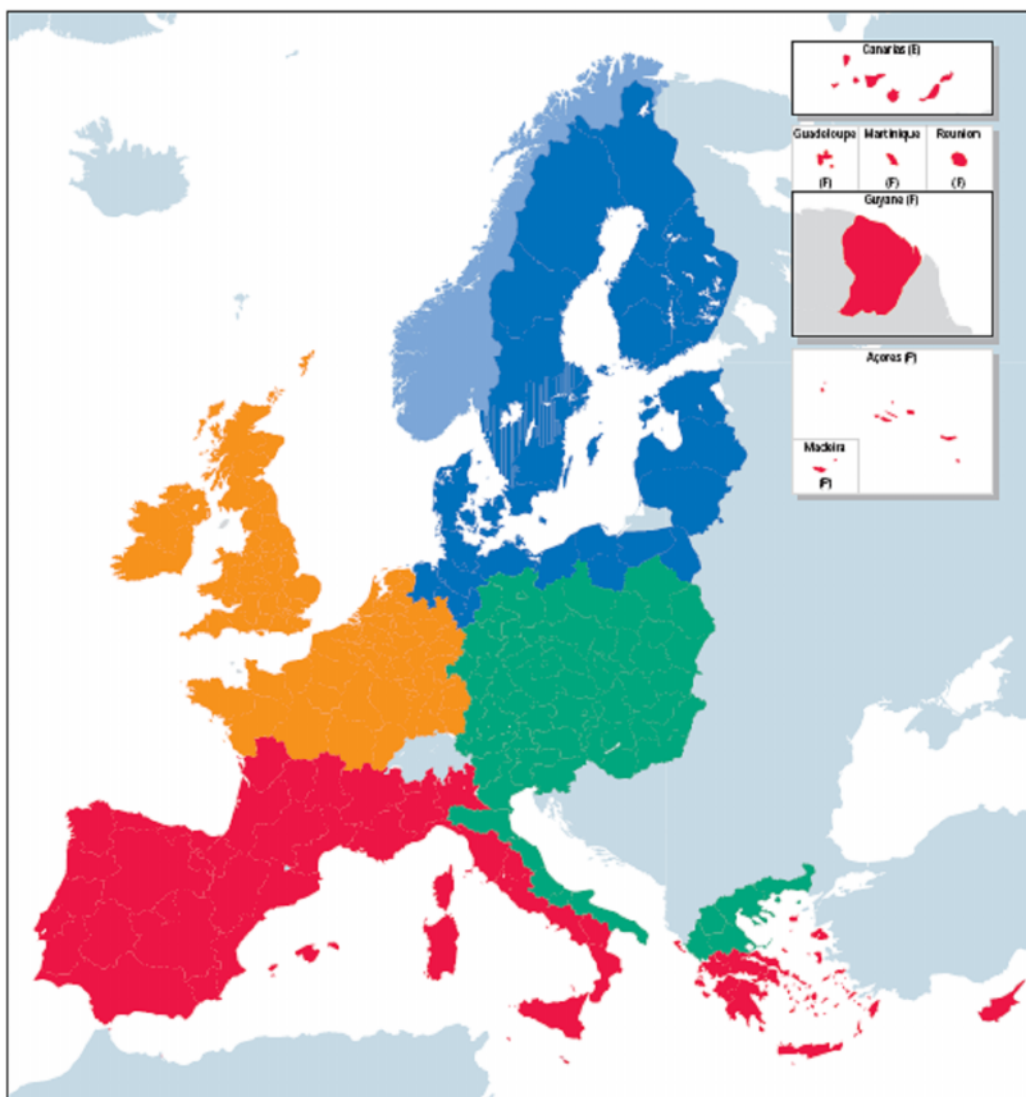 Canarias (E)
Guadeloupe Martinique Reunion
(F) (F) (F)
Guyane (F)
Açores (P)
Madeira
(P)